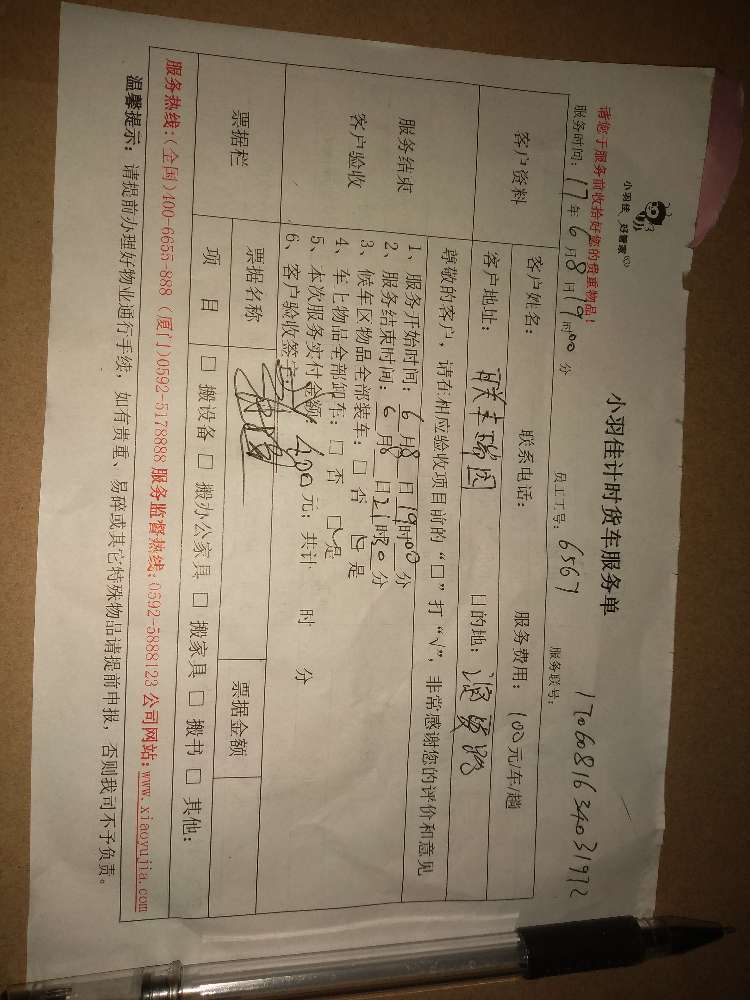 小羽佳 好管家
小羽佳计时货车服务单
请您于服务前收拾好您的贵重物品！
服务时间：17年6月8日19时00分 员工工号：6567 服务联号：1706081634031972
客户资料
客户姓名： 联系电话： 服务费用：100元/车/趟
客户地址：联丰瑞园 目的地：
尊敬的客户，请在相应验收项目前的“□”打“√”，非常感谢您的评价和意见
服务结束
客户验收
1、服务开始时间：6月8日19时00分
2、服务结束时间：6月8日21时30分
3、候车区物品全部装车：□ 否 ☑ 是
4、车上物品全部卸车：□ 否 ☑ 是
5、本次服务实付金额：400元；共计 时 分
6、客户验收签字：
票据栏
票据名称 票据金额
项 目 □ 搬设备 □ 搬办公家具 □ 搬家具 □ 搬书 □ 其他：
服务热线：(全国)400-6655-888 (厦门)0592-5178888 服务监督热线：0592-5888123 公司网站：www.xiaoyujia.com
温馨提示：请提前办理好物业通行手续，如有贵重、易碎或其它特殊物品请提前申报，否则我司不予负责。